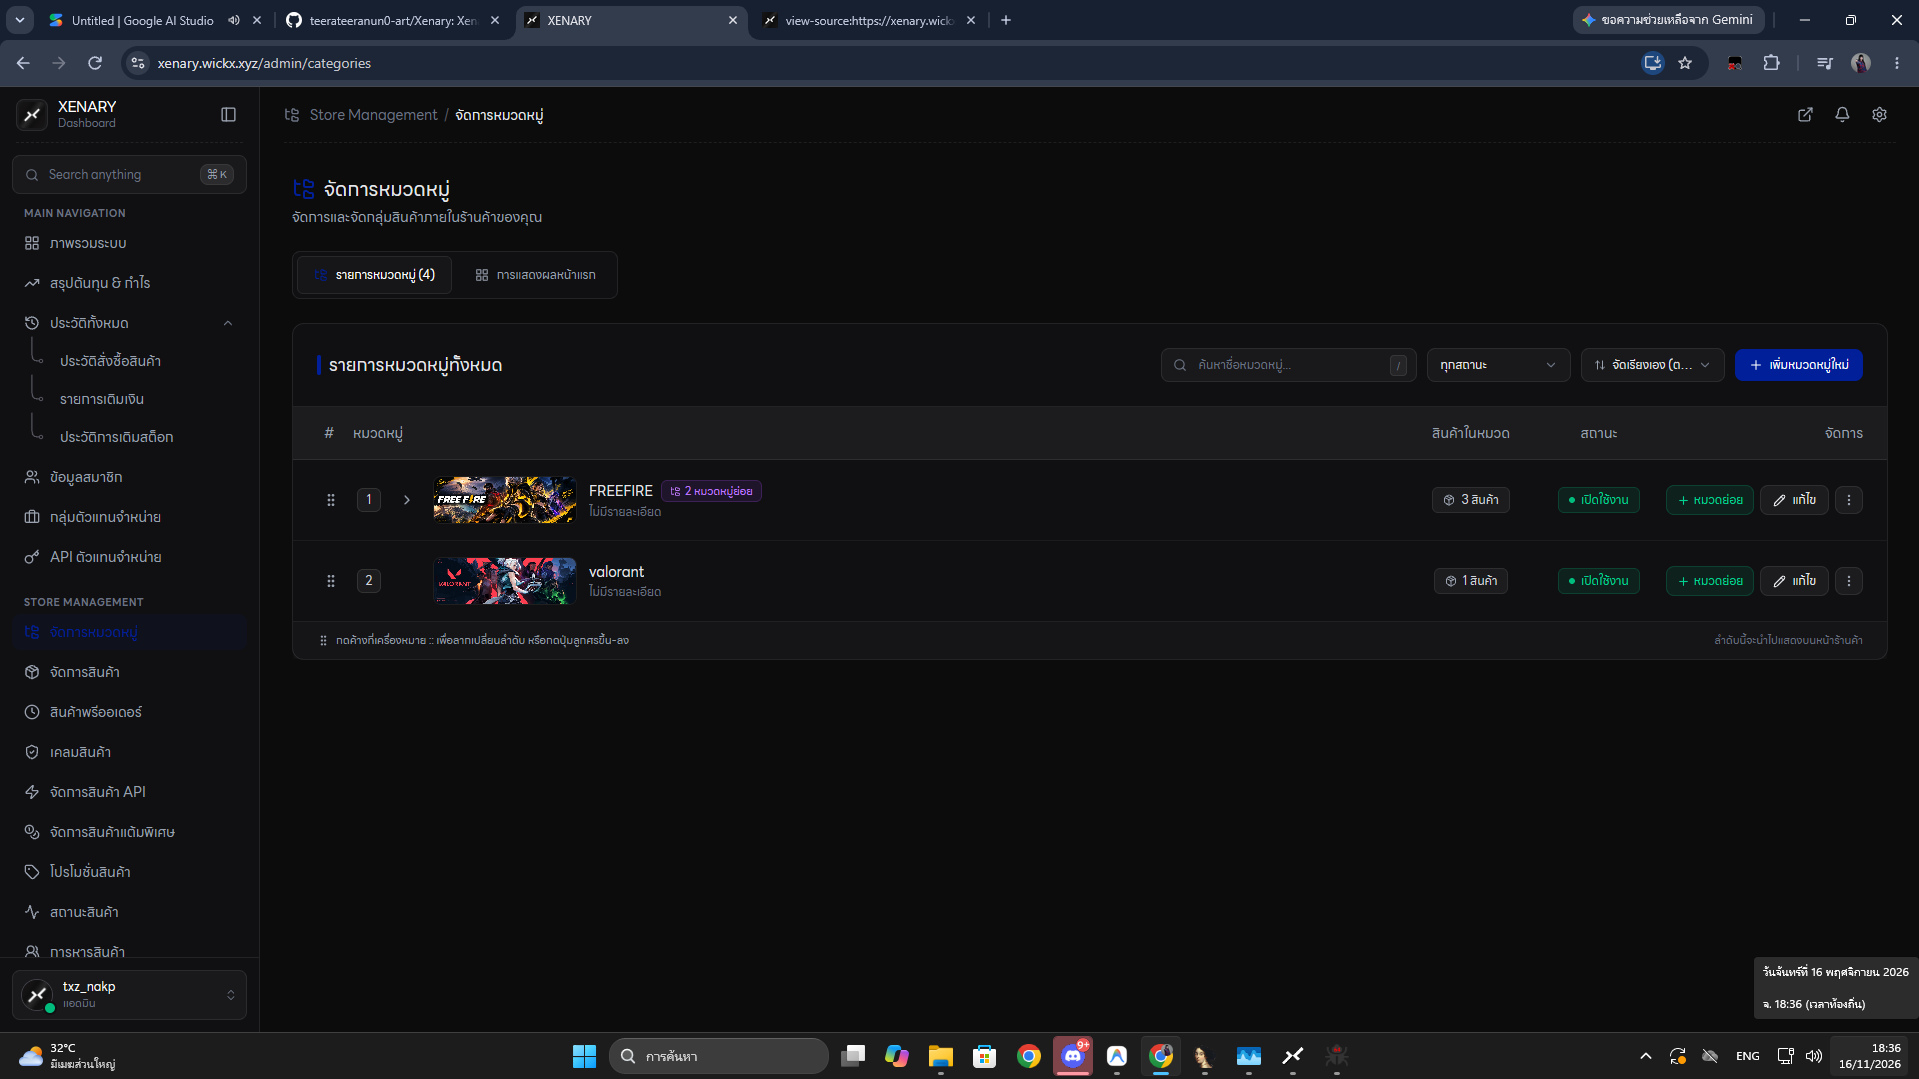 Untitled | Google AI Studio
teerateeranun0-art/Xenary: Xen
XENARY
view-source:https://xenary.wickx
ขอความช่วยเหลือจาก Gemini
xenary.wickx.xyz/admin/categories
XENARY
Dashboard
Search anything
⌘ K
MAIN NAVIGATION
ภาพรวมระบบ
สรุปต้นทุน & กำไร
ประวัติทั้งหมด
ประวัติสั่งซื้อสินค้า
รายการเติมเงิน
ประวัติการเติมสต็อก
ข้อมูลสมาชิก
กลุ่มตัวแทนจำหน่าย
API ตัวแทนจำหน่าย
STORE MANAGEMENT
จัดการหมวดหมู่
จัดการสินค้า
สินค้าพรีออเดอร์
เคลมสินค้า
จัดการสินค้า API
จัดการสินค้าแต้มพิเศษ
โปรโมชั่นสินค้า
สถานะสินค้า
การหารสินค้า
txz_nakp
แอดมิน
Store Management / จัดการหมวดหมู่
จัดการหมวดหมู่
จัดการและจัดกลุ่มสินค้าภายในร้านค้าของคุณ
รายการหมวดหมู่ (4)
การแสดงผลหน้าแรก
รายการหมวดหมู่ทั้งหมด
ค้นหาชื่อหมวดหมู่...
/
ทุกสถานะ
จัดเรียงเอง (ต...
+ เพิ่มหมวดหมู่ใหม่
# หมวดหมู่ สินค้าในหมวด สถานะ จัดการ
1
FREE FIRE
FREEFIRE
2 หมวดหมู่ย่อย
ไม่มีรายละเอียด
3 สินค้า
เปิดใช้งาน
+ หมวดย่อย
แก้ไข
2
VALORANT
valorant
ไม่มีรายละเอียด
1 สินค้า
เปิดใช้งาน
+ หมวดย่อย
แก้ไข
กดค้างที่เครื่องหมาย :: เพื่อลากเปลี่ยนลำดับ หรือกดปุ่มลูกศรขึ้น-ลง
ลำดับนี้จะนำไปแสดงบนหน้าร้านค้า
วันจันทร์ที่ 16 พฤศจิกายน 2026
จ. 18:36 (เวลาท้องถิ่น)
32°C
มีเมฆส่วนใหญ่
การค้นหา
9+
ENG
18:36
16/11/2026